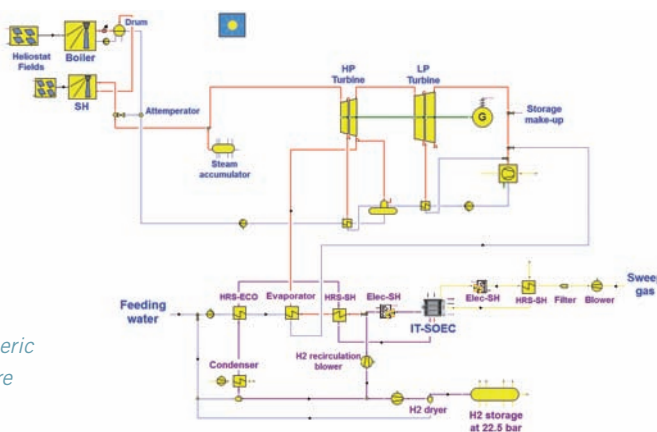 Drum
Heliostat
Fields
Boiler
SH
Attemperator
HP
Turbine
LP
Turbine
G
Storage
make-up
Steam
accumulator
Feeding
water
HRS-ECO
Evaporator
HRS-SH
Elec-SH
IT-SOEC
Elec-SH
HRS-SH
Filter
Blower
Sweep
gas
Condenser
H2 recirculation
blower
H2 dryer
H2 storage
at 22.5 bar
eric
re